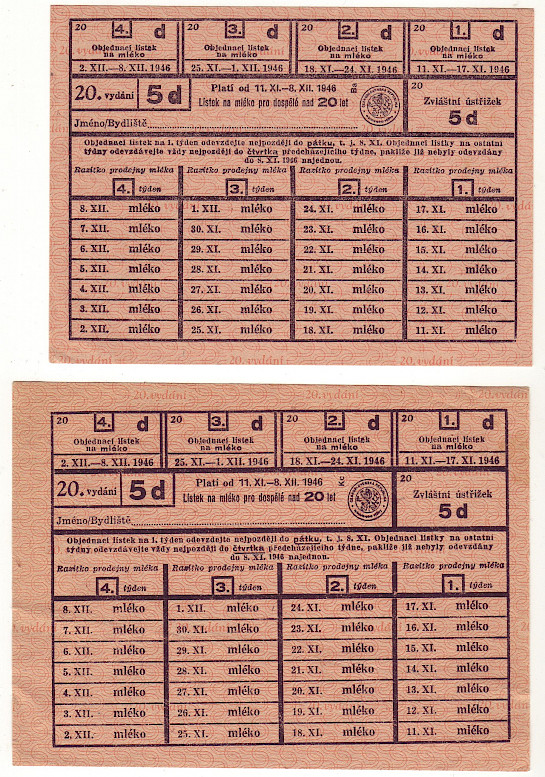 20 4. d 20 3. d 20 2. d 20 1. d
Objednací lístek Objednací lístek Objednací lístek Objednací lístek
na mléko na mléko na mléko na mléko
2. XII.—8. XII. 1946 25. XI.—1. XII. 1946 18. XI.—24. XI. 1946 11. XI.—17. XI. 1946
20. vydání 5 d Platí od 11. XI.—8. XII. 1946 Bs 20
Lístek na mléko pro dospělé nad 20 let Zvláštní ústřižek
Jméno/Bydliště 5 d
Objednací lístek na 1. týden odevzdejte nejpozději do pátku, t. j. 8. XI. Objednací lístky na ostatní
týdny odevzdávejte vždy nejpozději do čtvrtka předcházejícího týdne, pakliže již nebyly odevzdány
do 8. XI. 1946 najednou.
Razítko prodejny mléka Razítko prodejny mléka Razítko prodejny mléka Razítko prodejny mléka
4. týden 3. týden 2. týden 1. týden
8. XII. mléko 1. XII. mléko 24. XI. mléko 17. XI. mléko
7. XII. mléko 30. XI. mléko 23. XI. mléko 16. XI. mléko
6. XII. mléko 29. XI. mléko 22. XI. mléko 15. XI. mléko
5. XII. mléko 28. XI. mléko 21. XI. mléko 14. XI. mléko
4. XII. mléko 27. XI. mléko 20. XI. mléko 13. XI. mléko
3. XII. mléko 26. XI. mléko 19. XI. mléko 12. XI. mléko
2. XII. mléko 25. XI. mléko 18. XI. mléko 11. XI. mléko
20. vydání 20. vydání 20. vydání
20. vydání 20. vydání 20. vydání
20 4. d 20 3. d 20 2. d 20 1. d
Objednací lístek Objednací lístek Objednací lístek Objednací lístek
na mléko na mléko na mléko na mléko
2. XII.—8. XII. 1946 25. XI.—1. XII. 1946 18. XI.—24. XI. 1946 11. XI.—17. XI. 1946
20. vydání 5 d Platí od 11. XI.—8. XII. 1946 Kc 20
Lístek na mléko pro dospělé nad 20 let Zvláštní ústřižek
Jméno/Bydliště 5 d
Objednací lístek na 1. týden odevzdejte nejpozději do pátku, t. j. 8. XI. Objednací lístky na ostatní
týdny odevzdávejte vždy nejpozději do čtvrtka předcházejícího týdne, pakliže již nebyly odevzdány
do 8. XI. 1946 najednou.
Razítko prodejny mléka Razítko prodejny mléka Razítko prodejny mléka Razítko prodejny mléka
4. týden 3. týden 2. týden 1. týden
8. XII. mléko 1. XII. mléko 24. XI. mléko 17. XI. mléko
7. XII. mléko 30. XI. mléko 23. XI. mléko 16. XI. mléko
6. XII. mléko 29. XI. mléko 22. XI. mléko 15. XI. mléko
5. XII. mléko 28. XI. mléko 21. XI. mléko 14. XI. mléko
4. XII. mléko 27. XI. mléko 20. XI. mléko 13. XI. mléko
3. XII. mléko 26. XI. mléko 19. XI. mléko 12. XI. mléko
2. XII. mléko 25. XI. mléko 18. XI. mléko 11. XI. mléko